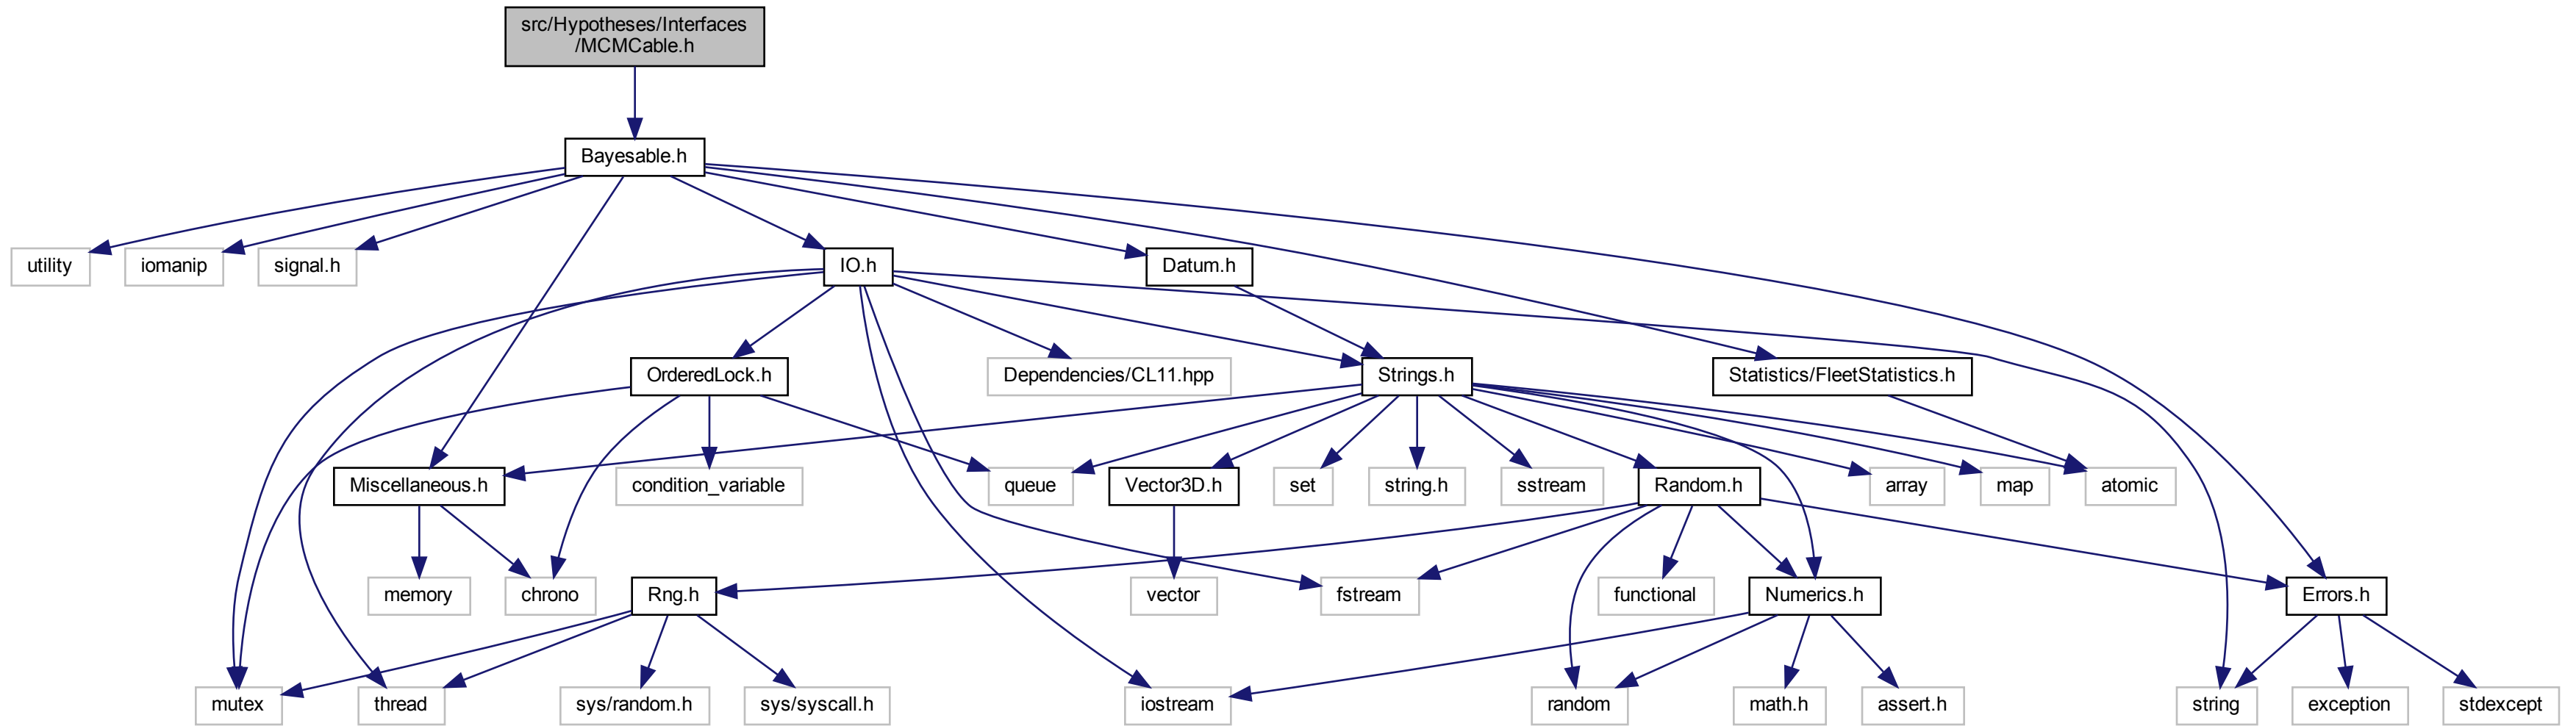 src/Hypotheses/Interfaces
/MCMCable.h
Bayesable.h
utility
iomanip
signal.h
IO.h
Datum.h
OrderedLock.h
Dependencies/CL11.hpp
Strings.h
Statistics/FleetStatistics.h
Miscellaneous.h
condition_variable
queue
Vector3D.h
set
string.h
sstream
Random.h
array
map
atomic
memory
chrono
Rng.h
vector
fstream
functional
Numerics.h
Errors.h
mutex
thread
sys/random.h
sys/syscall.h
iostream
random
math.h
assert.h
string
exception
stdexcept